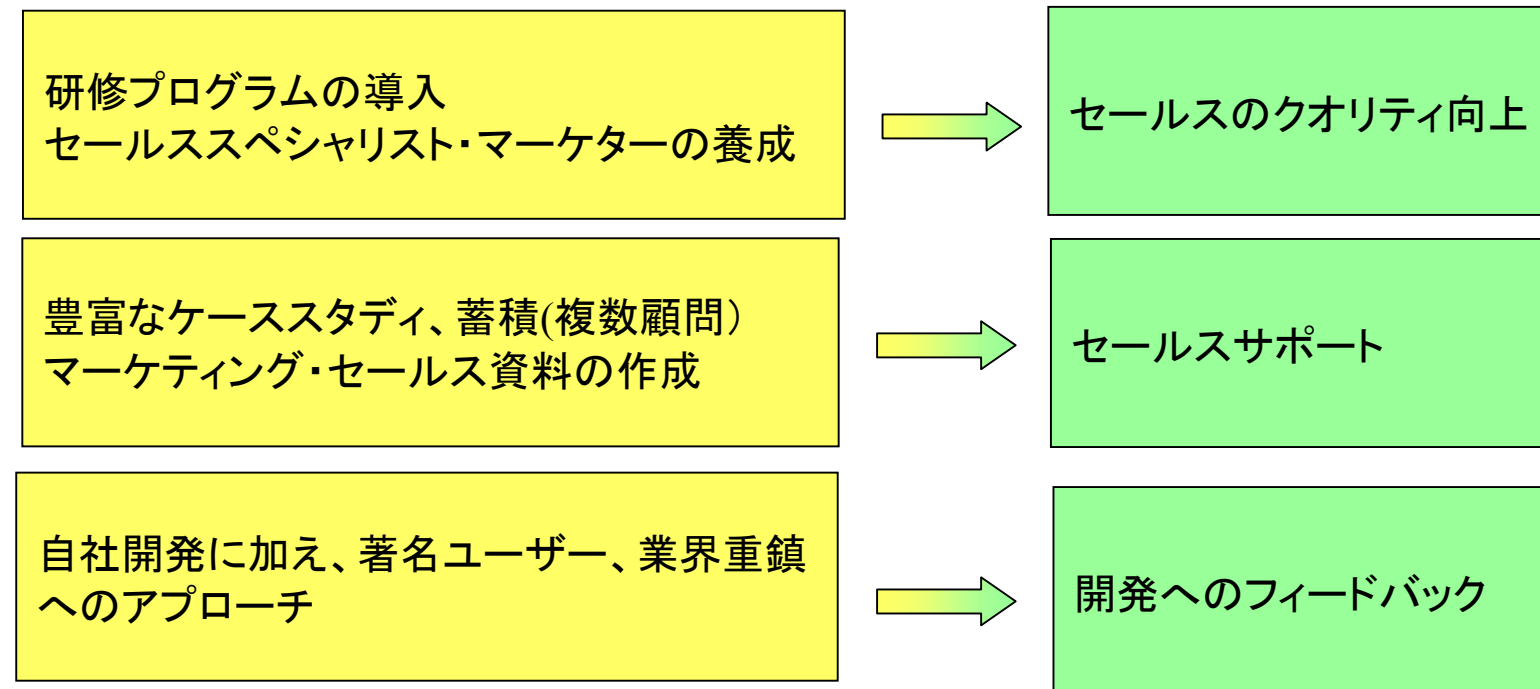 研修プログラムの導入
セールススペシャリスト・マーケターの養成
セールスのクオリティ向上
豊富なケーススタディ、蓄積(複数顧問）
マーケティング・セールス資料の作成
セールスサポート
自社開発に加え、著名ユーザー、業界重鎮
へのアプローチ
開発へのフィードバック